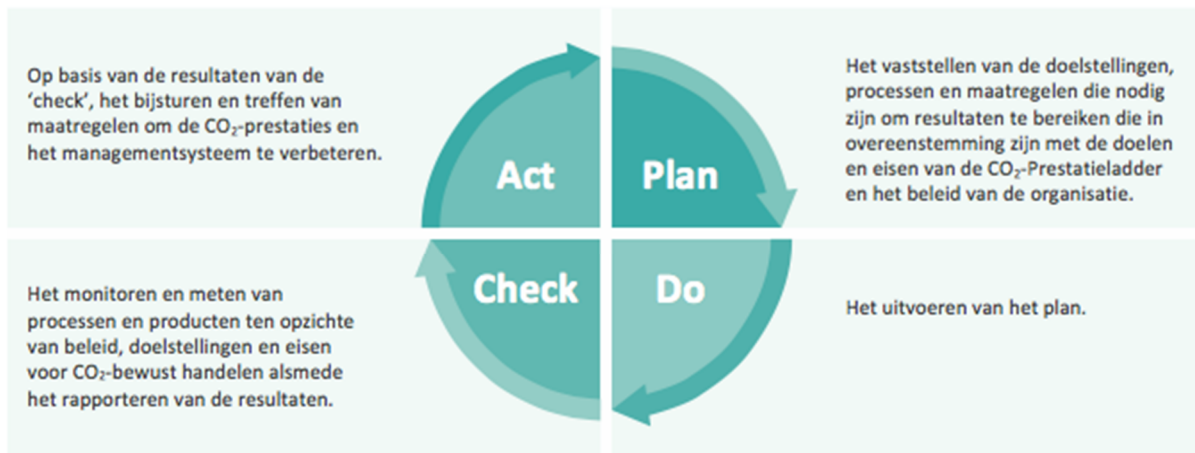 Op basis van de resultaten van de
‘check’, het bijsturen en treffen van
maatregelen om de CO₂-prestaties en
het managementsysteem te verbeteren.
Act
Plan
Het vaststellen van de doelstellingen,
processen en maatregelen die nodig
zijn om resultaten te bereiken die in
overeenstemming zijn met de doelen
en eisen van de CO₂-Prestatieladder
en het beleid van de organisatie.
Het monitoren en meten van
processen en producten ten opzichte
van beleid, doelstellingen en eisen
voor CO₂-bewust handelen alsmede
het rapporteren van de resultaten.
Check
Do
Het uitvoeren van het plan.